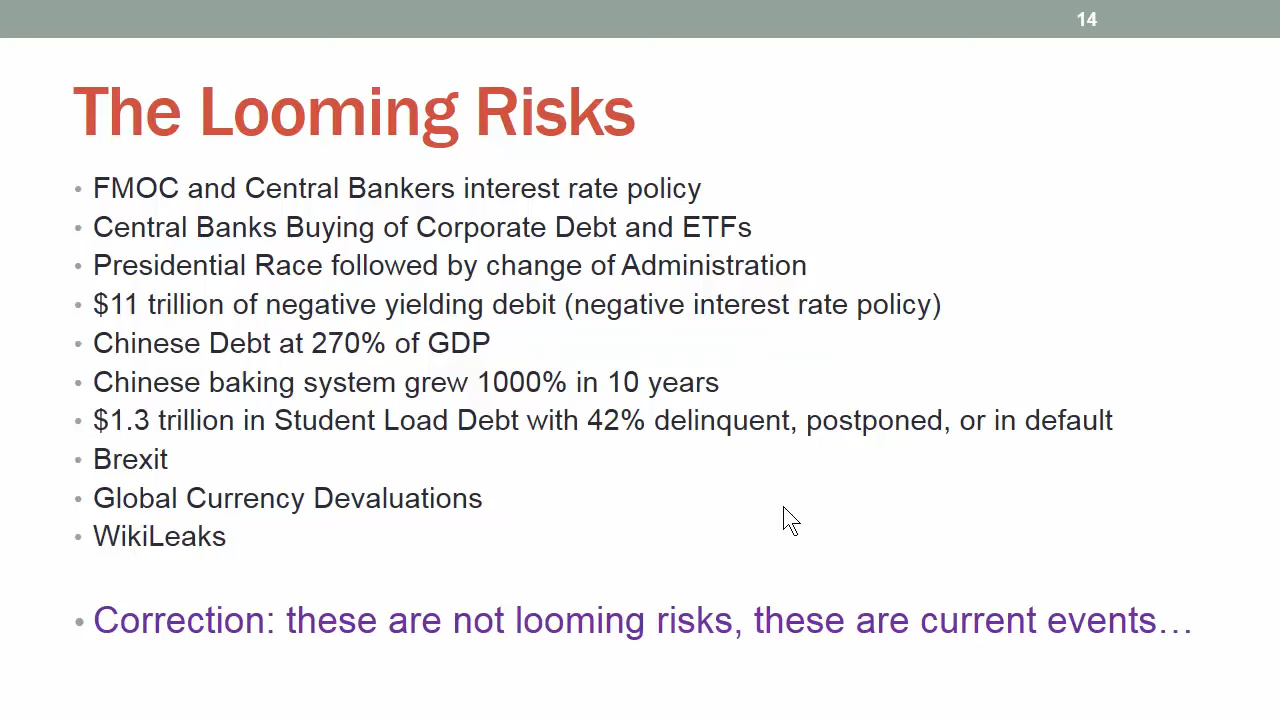 14
The Looming Risks
• FMOC and Central Bankers interest rate policy
• Central Banks Buying of Corporate Debt and ETFs
• Presidential Race followed by change of Administration
• $11 trillion of negative yielding debit (negative interest rate policy)
• Chinese Debt at 270% of GDP
• Chinese baking system grew 1000% in 10 years
• $1.3 trillion in Student Load Debt with 42% delinquent, postponed, or in default
• Brexit
• Global Currency Devaluations
• WikiLeaks
• Correction: these are not looming risks, these are current events…